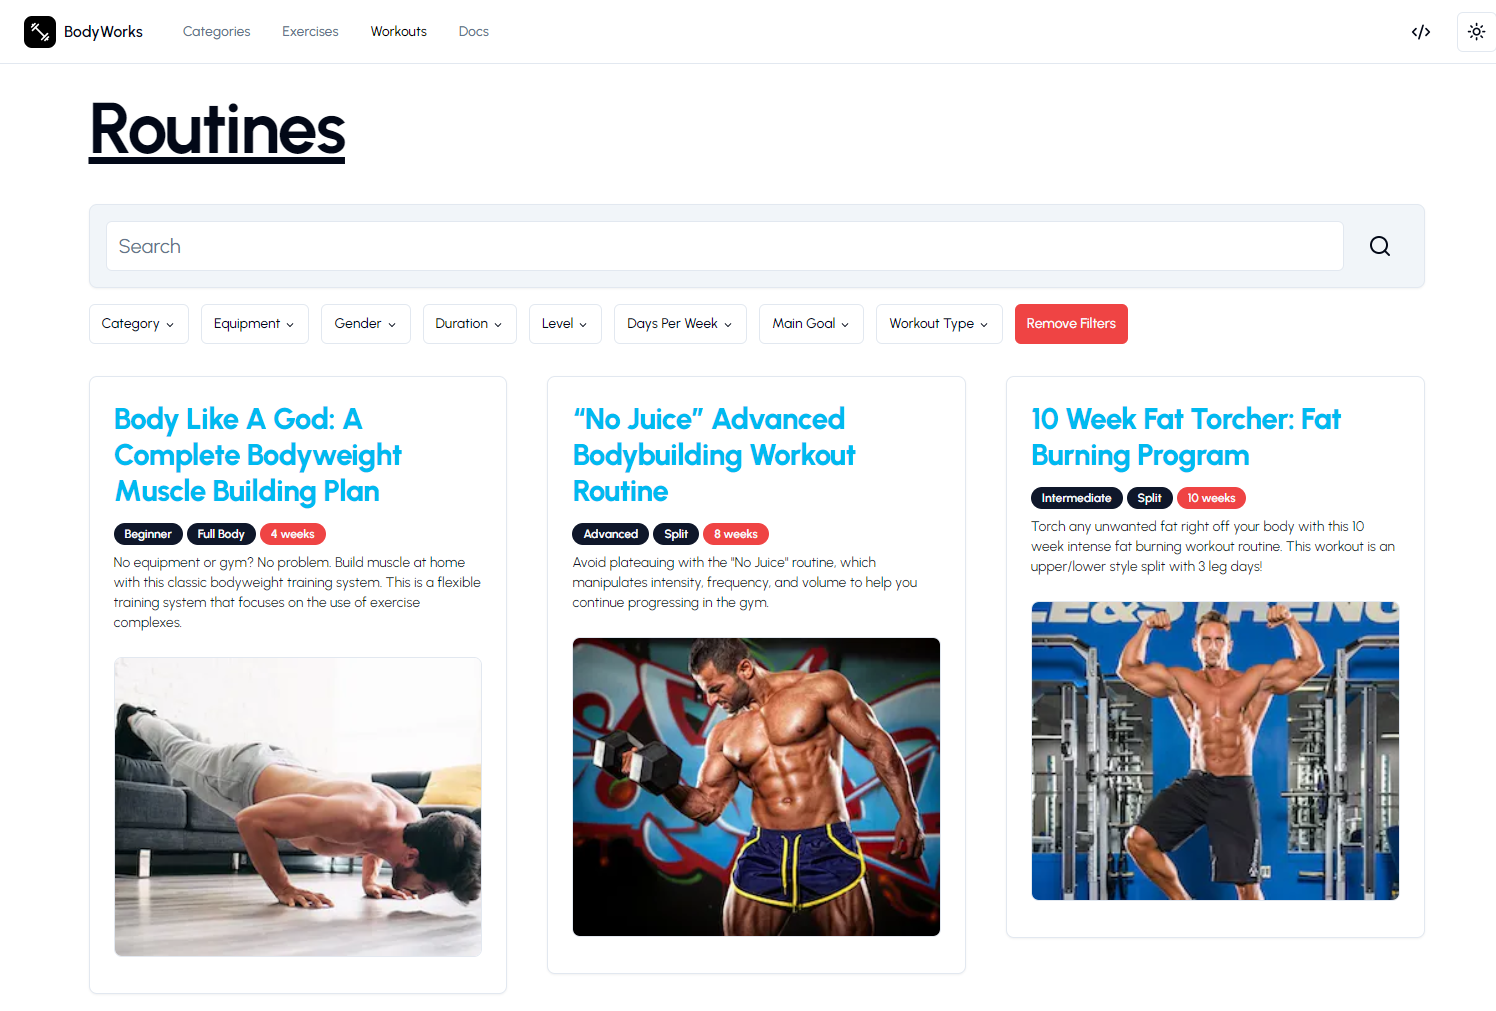 BodyWorks
Categories
Exercises
Workouts
Docs
Routines
Search
Category
Equipment
Gender
Duration
Level
Days Per Week
Main Goal
Workout Type
Remove Filters
Body Like A God: A
Complete Bodyweight
Muscle Building Plan
Beginner
Full Body
4 weeks
No equipment or gym? No problem. Build muscle at home
with this classic bodyweight training system. This is a flexible
training system that focuses on the use of exercise
complexes.
“No Juice” Advanced
Bodybuilding Workout
Routine
Advanced
Split
8 weeks
Avoid plateauing with the "No Juice" routine, which
manipulates intensity, frequency, and volume to help you
continue progressing in the gym.
10 Week Fat Torcher: Fat
Burning Program
Intermediate
Split
10 weeks
Torch any unwanted fat right off your body with this 10
week intense fat burning workout routine. This workout is an
upper/lower style split with 3 leg days!